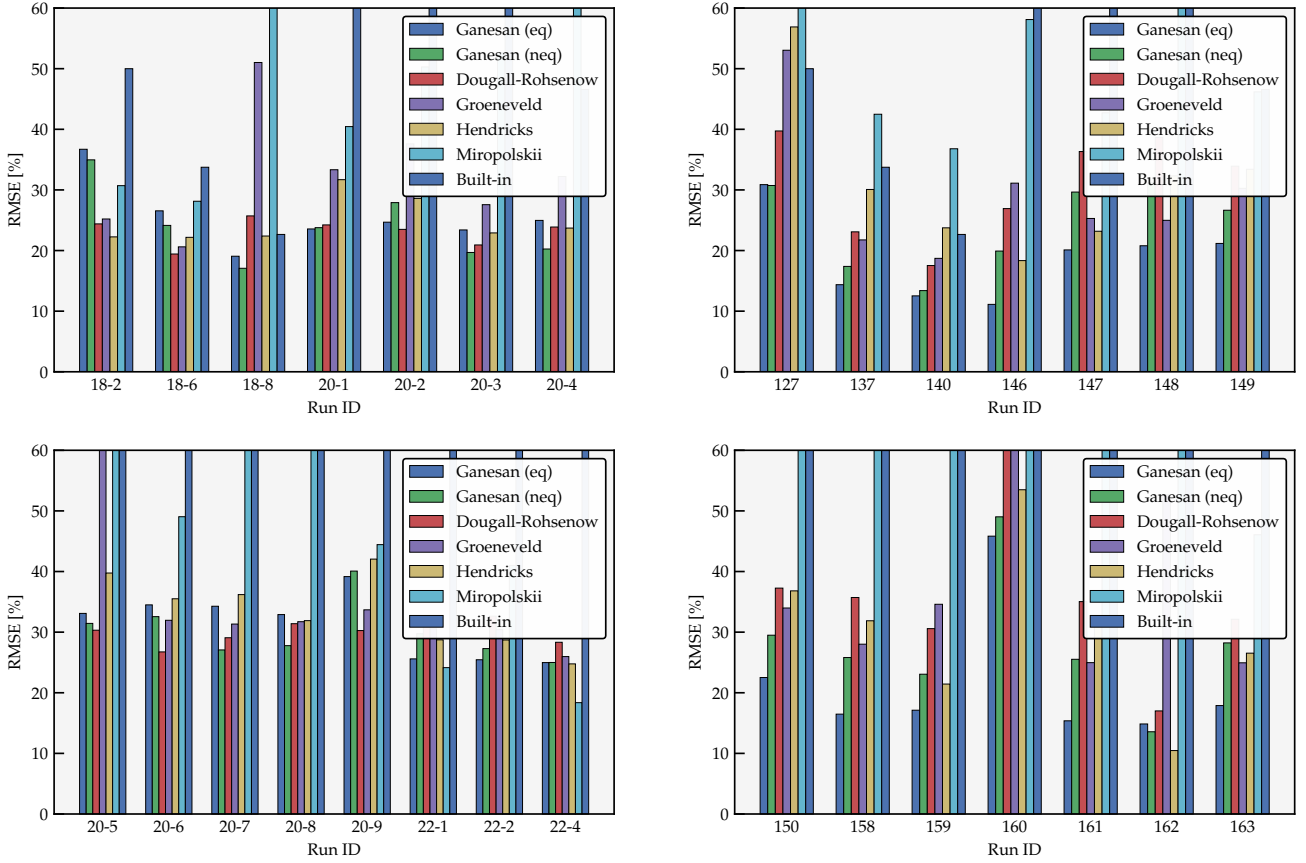 60
50
40
30
20
10
0
RMSE [%]
Ganesan (eq)
Ganesan (neq)
Dougall-Rohsenow
Groeneveld
Hendricks
Miropolskii
Built-in
18-2 18-6 18-8 20-1 20-2 20-3 20-4
Run ID
60
50
40
30
20
10
0
RMSE [%]
Ganesan (eq)
Ganesan (neq)
Dougall-Rohsenow
Groeneveld
Hendricks
Miropolskii
Built-in
127 137 140 146 147 148 149
Run ID
60
50
40
30
20
10
0
RMSE [%]
Ganesan (eq)
Ganesan (neq)
Dougall-Rohsenow
Groeneveld
Hendricks
Miropolskii
Built-in
20-5 20-6 20-7 20-8 20-9 22-1 22-2 22-4
Run ID
60
50
40
30
20
10
0
RMSE [%]
Ganesan (eq)
Ganesan (neq)
Dougall-Rohsenow
Groeneveld
Hendricks
Miropolskii
Built-in
150 158 159 160 161 162 163
Run ID